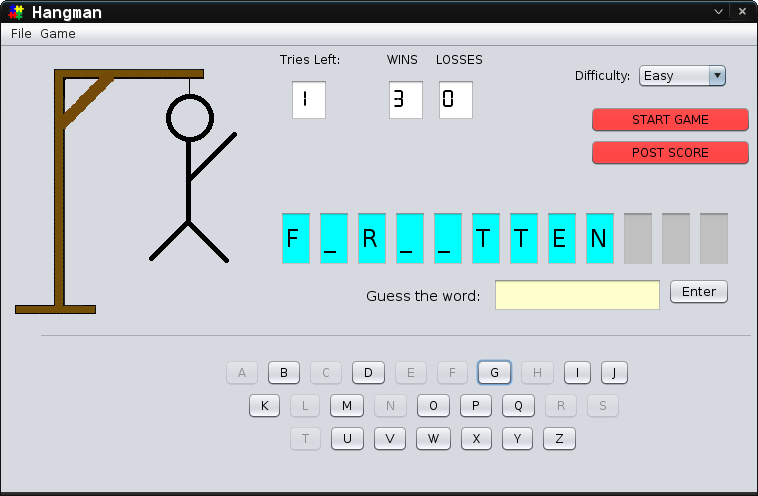 Hangman
File Game
Tries Left: WINS LOSSES
1 3 0
Difficulty: Easy
START GAME
POST SCORE
F _ R _ _ T T E N
Guess the word: Enter
A B C D E F G H I J
K L M N O P Q R S
T U V W X Y Z